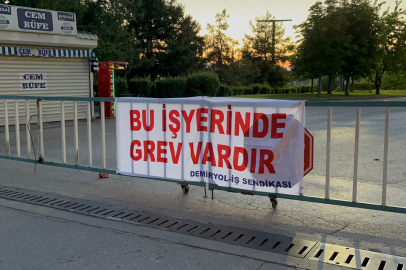 CEM
BÜFE
CEM BÜFE
CEM
BÜFE
BU İŞYERİNDE
GREV VARDIR
DEMİRYOL-İŞ SENDİKASI